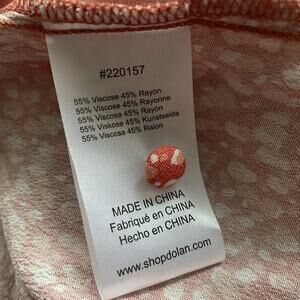 #220157
55% Viscose 45% Rayon
55% Viscose 45% Rayonne
55% Viscosa 45% Rayón
55% Viskose 45% Kunstseide
55% Viscosa 45% Raion
MADE IN CHINA
Fabriqué en CHINA
Hecho en CHINA
www.shopdolan.com